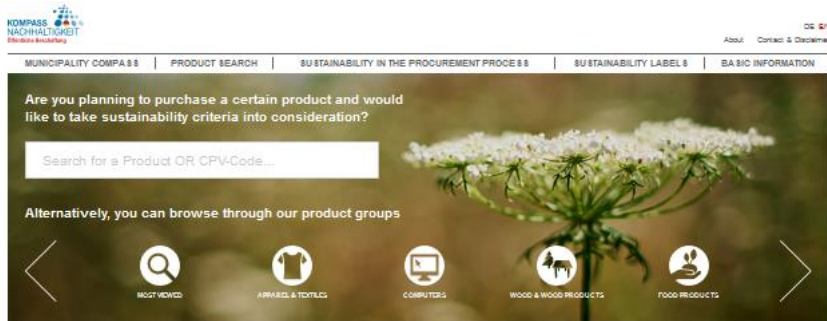 KOMPASS
NACHHALTIGKEIT
Öffentliche Beschaffung
DE EN
About Contact & Disclaimer
MUNICIPALITY COMPASS PRODUCT SEARCH SUSTAINABILITY IN THE PROCUREMENT PROCESS SUSTAINABILITY LABELS BASIC INFORMATION
Are you planning to purchase a certain product and would
like to take sustainability criteria into consideration?
Search for a Product OR CPV-Code...
Alternatively, you can browse through our product groups
MOST VIEWED APPAREL & TEXTILES COMPUTERS WOOD & WOOD PRODUCTS FOOD PRODUCTS